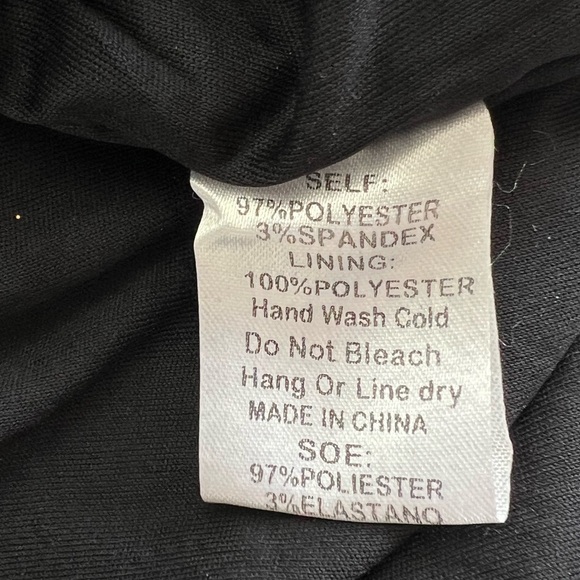 SELF:
97%POLYESTER
3%SPANDEX
LINING:
100%POLYESTER
Hand Wash Cold
Do Not Bleach
Hang Or Line dry
MADE IN CHINA
SOE:
97%POLIESTER
3%ELASTANO